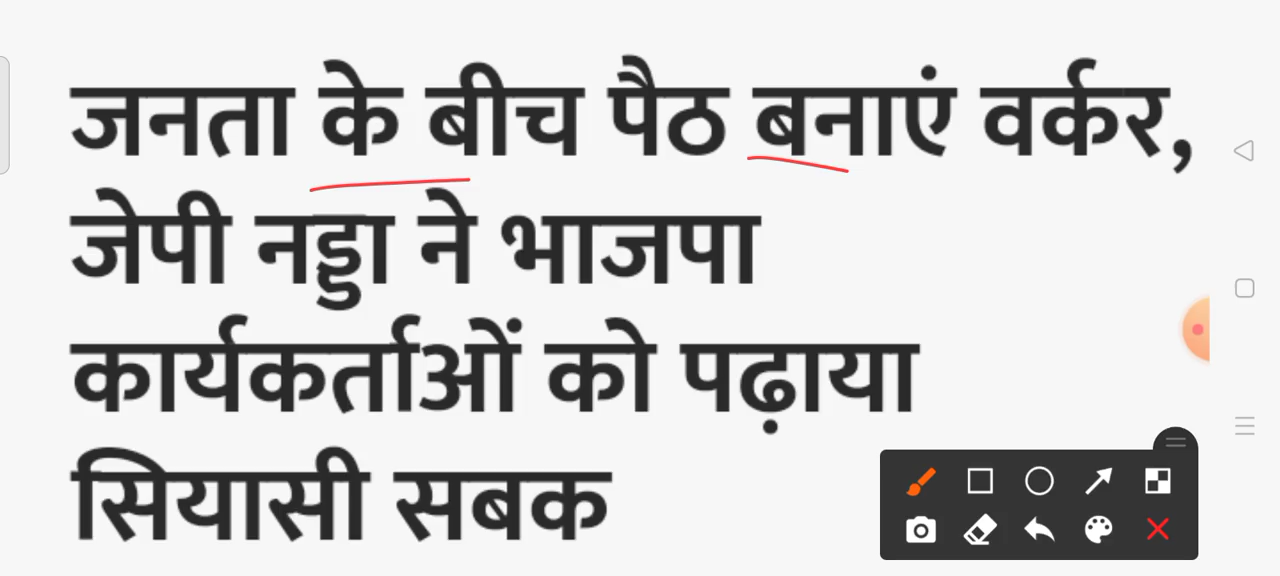 जनता के बीच पैठ बनाएं वर्कर,
जेपी नड्डा ने भाजपा
कार्यकर्ताओं को पढ़ाया
सियासी सबक